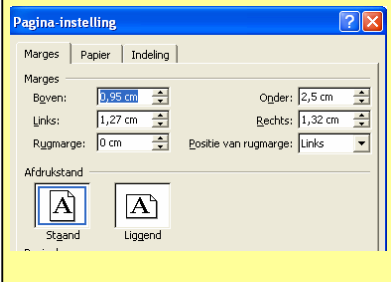 Pagina-instelling
Marges Papier Indeling
Marges
Boven: 0,95 cm Onder: 2,5 cm
Links: 1,27 cm Rechts: 1,32 cm
Rugmarge: 0 cm Positie van rugmarge: Links
Afdrukstand
A A
Staand Liggend